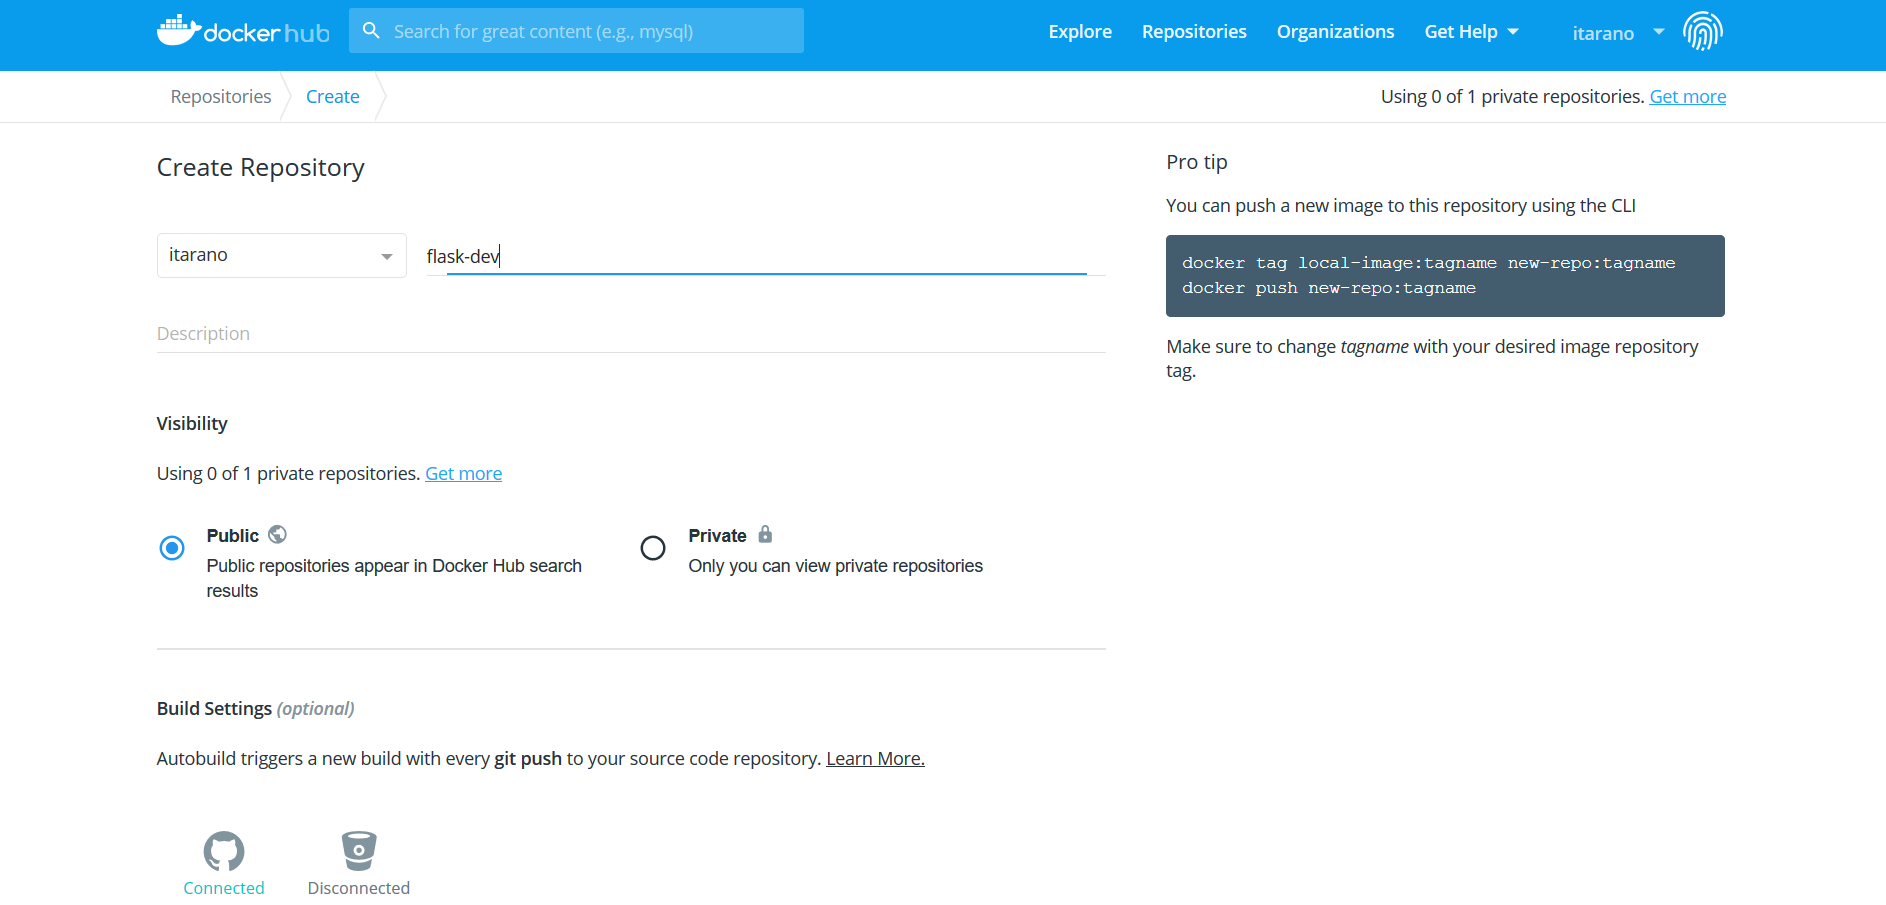 docker hub
Search for great content (e.g., mysql)
Explore
Repositories
Organizations
Get Help
itarano
Repositories
Create
Using 0 of 1 private repositories. Get more
Create Repository
itarano
flask-dev
Description
Visibility
Using 0 of 1 private repositories. Get more
Public
Public repositories appear in Docker Hub search
results
Private
Only you can view private repositories
Build Settings (optional)
Autobuild triggers a new build with every git push to your source code repository. Learn More.
Connected
Disconnected
Pro tip
You can push a new image to this repository using the CLI
docker tag local-image:tagname new-repo:tagname
docker push new-repo:tagname
Make sure to change tagname with your desired image repository
tag.